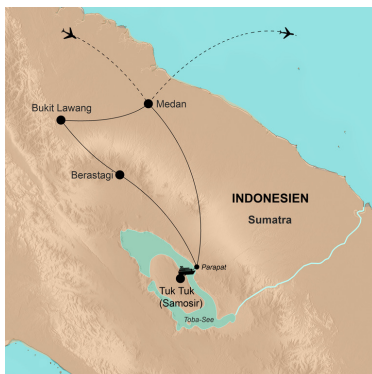 Medan
Bukit Lawang
Berastagi
INDONESIEN
Sumatra
Parapat
Tuk Tuk
(Samosir)
Toba-See